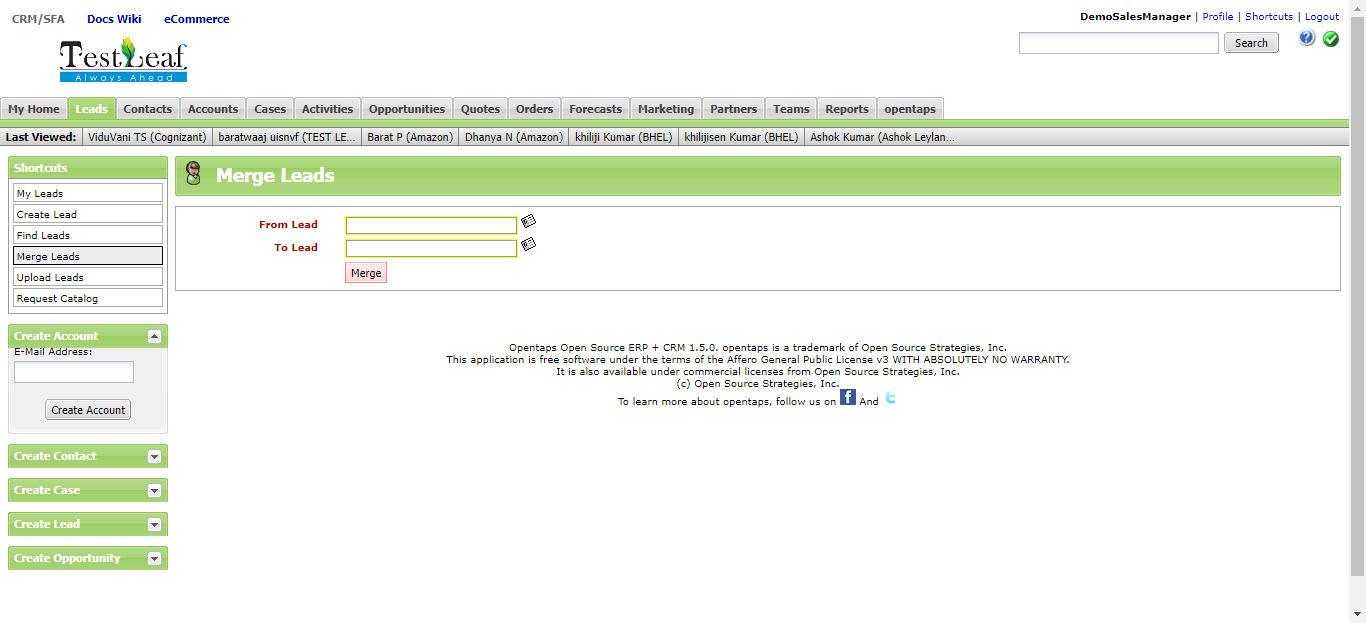 CRM/SFA Docs Wiki eCommerce
DemoSalesManager | Profile | Shortcuts | Logout
TestLeaf
Always Ahead
Search
My Home Leads Contacts Accounts Cases Activities Opportunities Quotes Orders Forecasts Marketing Partners Teams Reports opentaps
Last Viewed: ViduVani TS (Cognizant) baratwaaj uisnvf (TEST LE... Barat P (Amazon) Dhanya N (Amazon) khiliji Kumar (BHEL) khilijisen Kumar (BHEL) Ashok Kumar (Ashok Leylan...
Shortcuts
My Leads
Create Lead
Find Leads
Merge Leads
Upload Leads
Request Catalog
Create Account
E-Mail Address:
Create Account
Create Contact
Create Case
Create Lead
Create Opportunity
Merge Leads
From Lead
To Lead
Merge
Opentaps Open Source ERP + CRM 1.5.0. opentaps is a trademark of Open Source Strategies, Inc.
This application is free software under the terms of the Affero General Public License v3 WITH ABSOLUTELY NO WARRANTY.
It is also available under commercial licenses from Open Source Strategies, Inc.
(c) Open Source Strategies, Inc.
To learn more about opentaps, follow us on f And t